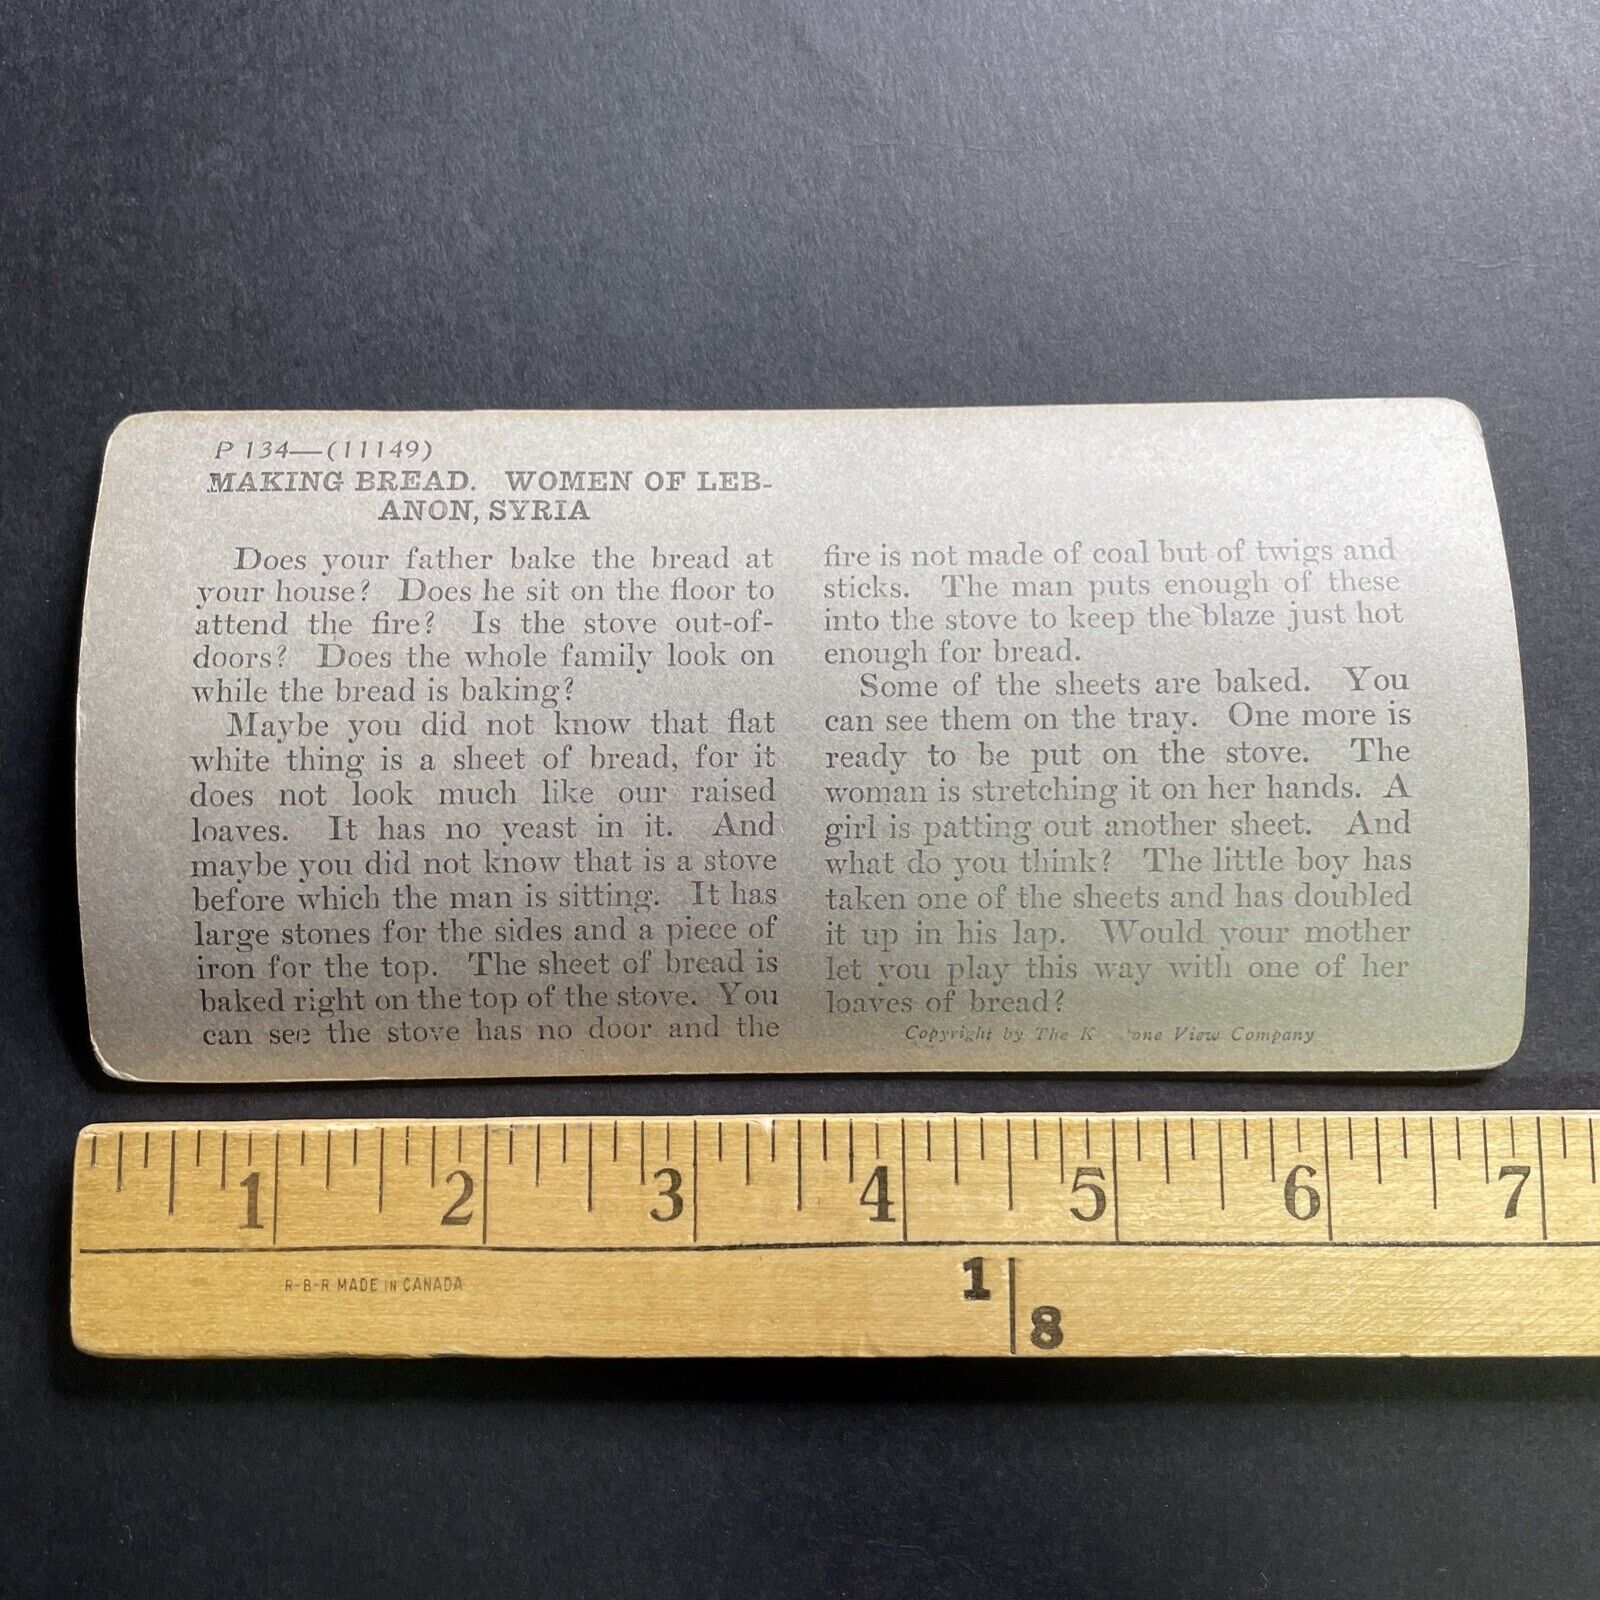 P 134—(11149)
MAKING BREAD. WOMEN OF LEB-
ANON, SYRIA
Does your father bake the bread at
your house? Does he sit on the floor to
attend the fire? Is the stove out-of-
doors? Does the whole family look on
while the bread is baking?
Maybe you did not know that flat
white thing is a sheet of bread, for it
does not look much like our raised
loaves. It has no yeast in it. And
maybe you did not know that is a stove
before which the man is sitting. It has
large stones for the sides and a piece of
iron for the top. The sheet of bread is
baked right on the top of the stove. You
can see the stove has no door and the
fire is not made of coal but of twigs and
sticks. The man puts enough of these
into the stove to keep the blaze just hot
enough for bread.
Some of the sheets are baked. You
can see them on the tray. One more is
ready to be put on the stove. The
woman is stretching it on her hands. A
girl is patting out another sheet. And
what do you think? The little boy has
taken one of the sheets and has doubled
it up in his lap. Would your mother
let you play this way with one of her
loaves of bread?
Copyright by The View Company
1 2 3 4 5 6 7
R-B-R MADE IN CANADA
1
8